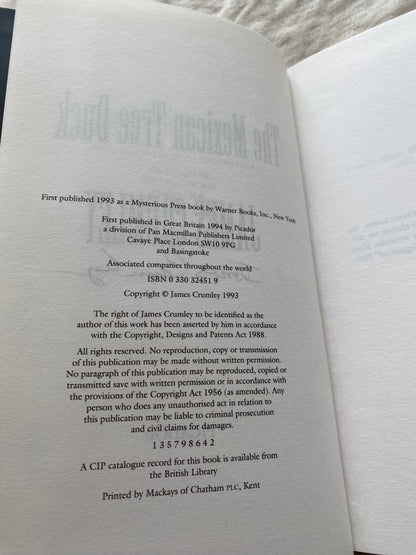 The Mexican Tree Duck
First published 1993 as a Mysterious Press book by Warner Books, Inc., New York
First published in Great Britain 1994 by Picador
a division of Pan Macmillan Publishers Limited
Cavaye Place London SW10 9PG
and Basingstoke
Associated companies throughout the world
ISBN 0 330 32451 9
Copyright © James Crumley 1993
The right of James Crumley to be identified as the
author of this work has been asserted by him in accordance
with the Copyright, Designs and Patents Act 1988.
All rights reserved. No reproduction, copy or transmission
of this publication may be made without written permission.
No paragraph of this publication may be reproduced, copied or
transmitted save with written permission or in accordance with
the provisions of the Copyright Act 1956 (as amended). Any
person who does any unauthorised act in relation to
this publication may be liable to criminal prosecution
and civil claims for damages.
1 3 5 7 9 8 6 4 2
A CIP catalogue record for this book is available from
the British Library
Printed by Mackays of Chatham PLC, Kent